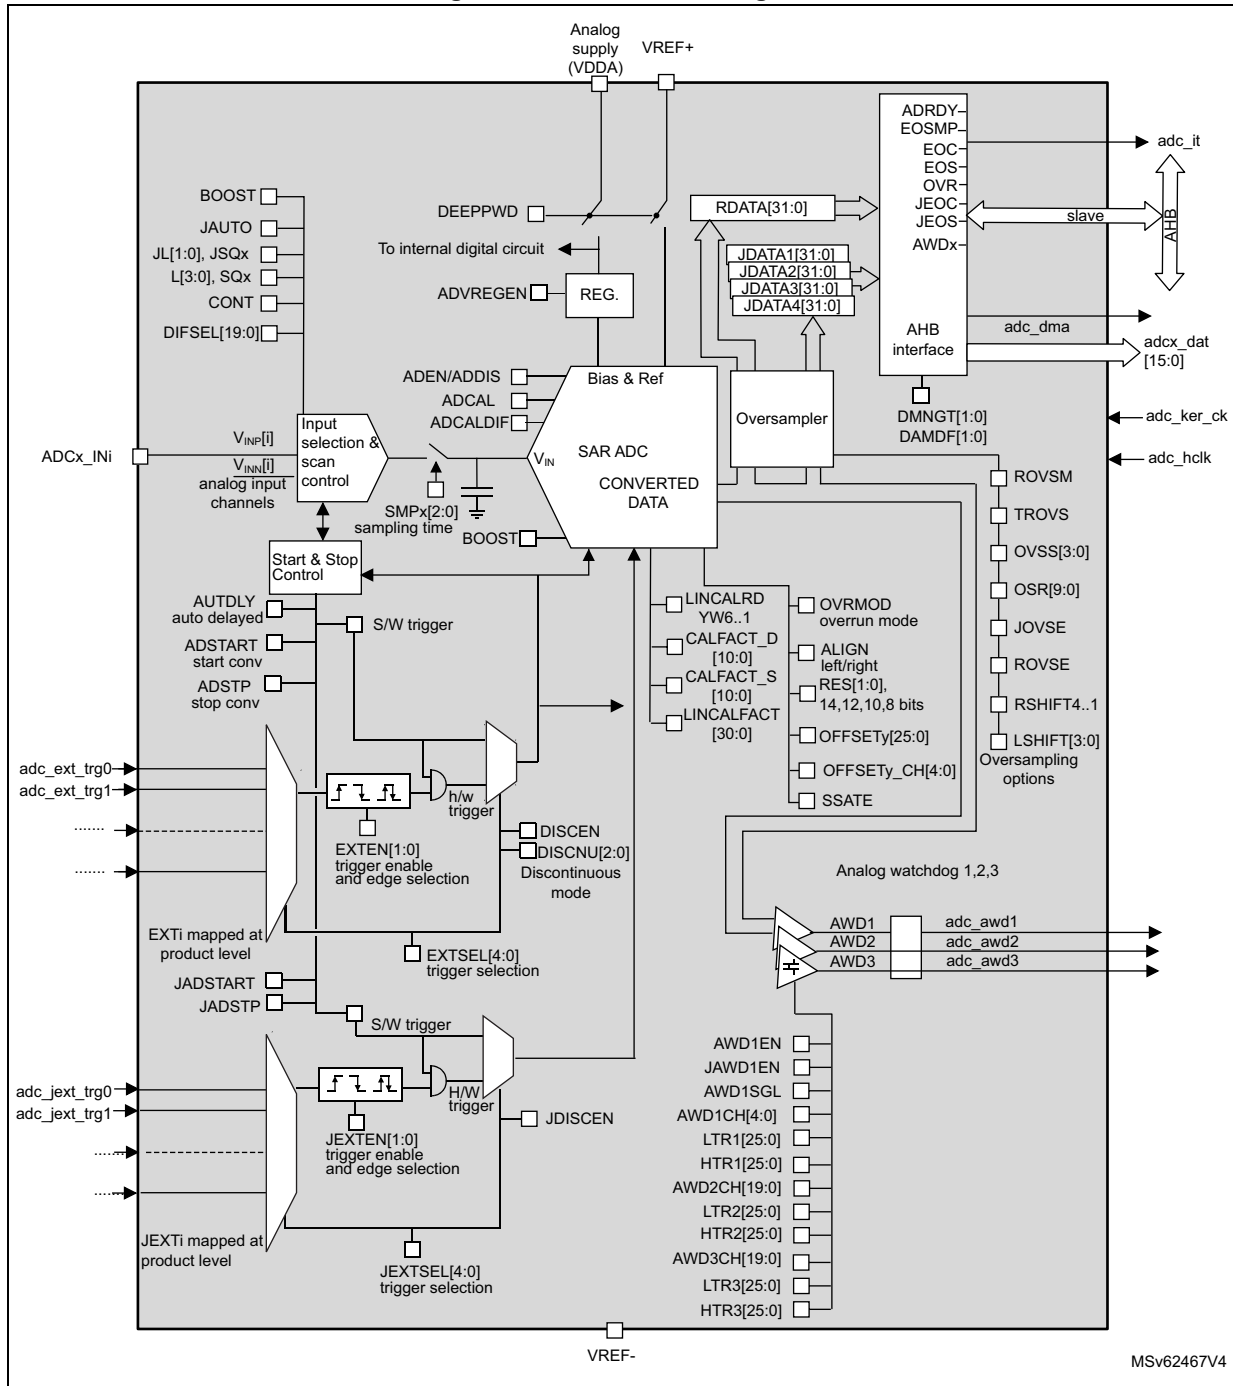 Analog
supply
(VDDA)
VREF+
ADRDY
EOSMP
EOC
EOS
OVR
JEOC
JEOS
AWDx
AHB
interface
adc_it
slave
AHB
adc_dma
adcx_dat
[15:0]
DMNGT[1:0]
DAMDF[1:0]
adc_ker_ck
adc_hclk
BOOST
JAUTO
JL[1:0], JSQx
L[3:0], SQx
CONT
DIFSEL[19:0]
DEEPPWD
To internal digital circuit
ADVREGEN
REG.
RDATA[31:0]
JDATA1[31:0]
JDATA2[31:0]
JDATA3[31:0]
JDATA4[31:0]
ADEN/ADDIS
ADCAL
ADCALDIF
Bias & Ref
Oversampler
ADCx_INi
VINP[i]
VINN[i]
analog input
channels
Input
selection &
scan
control
SMPx[2:0]
sampling time
VIN
SAR ADC
CONVERTED
DATA
BOOST
Start & Stop
Control
AUTDLY
auto delayed
ADSTART
start conv
ADSTP
stop conv
S/W trigger
LINCALRD
YW6..1
CALFACT_D
[10:0]
CALFACT_S
[10:0]
LINCALFACT
[30:0]
OVRMOD
overrun mode
ALIGN
left/right
RES[1:0],
14,12,10,8 bits
OFFSETy[25:0]
OFFSETy_CH[4:0]
SSATE
ROVSM
TROVS
OVSS[3:0]
OSR[9:0]
JOVSE
ROVSE
RSHIFT4..1
LSHIFT[3:0]
Oversampling
options
adc_ext_trg0
adc_ext_trg1
.......
.......
h/w
trigger
EXTEN[1:0]
trigger enable
and edge selection
DISCEN
DISCNU[2:0]
Discontinuous
mode
EXTi mapped at
product level
EXTSEL[4:0]
trigger selection
Analog watchdog 1,2,3
AWD1
AWD2
AWD3
adc_awd1
adc_awd2
adc_awd3
JADSTART
JADSTP
S/W trigger
adc_jext_trg0
adc_jext_trg1
.......
.......
H/W
trigger
JEXTEN[1:0]
trigger enable
and edge selection
JDISCEN
JEXTi mapped at
product level
JEXTSEL[4:0]
trigger selection
AWD1EN
JAWD1EN
AWD1SGL
AWD1CH[4:0]
LTR1[25:0]
HTR1[25:0]
AWD2CH[19:0]
LTR2[25:0]
HTR2[25:0]
AWD3CH[19:0]
LTR3[25:0]
HTR3[25:0]
VREF-
MSv62467V4